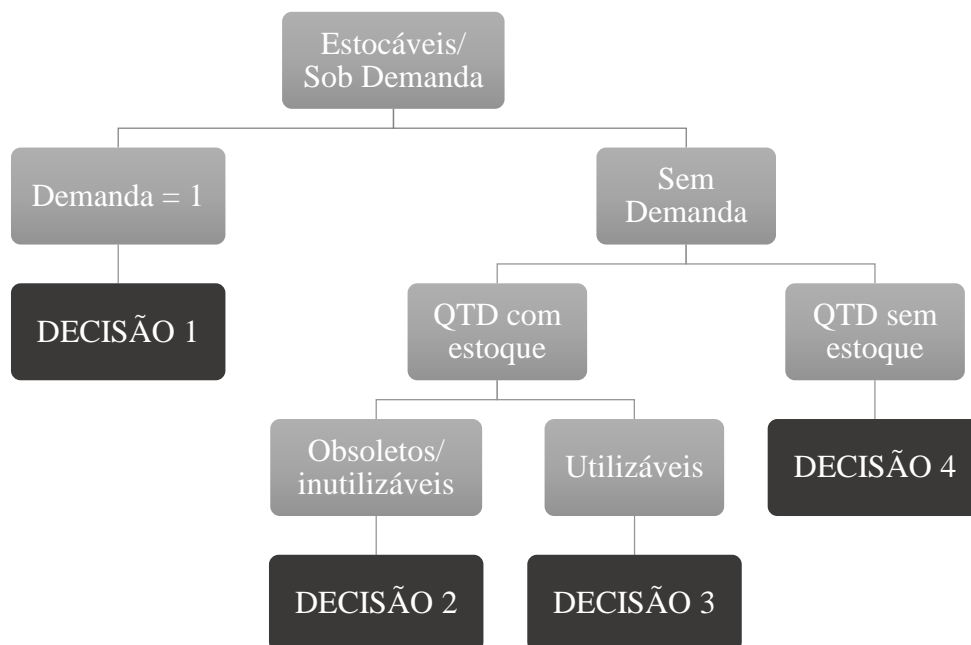 Estocáveis/
Sob Demanda
Demanda = 1
Sem
Demanda
DECISÃO 1
QTD com
estoque
QTD sem
estoque
Obsoletos/
inutilizáveis
Utilizáveis
DECISÃO 4
DECISÃO 2
DECISÃO 3